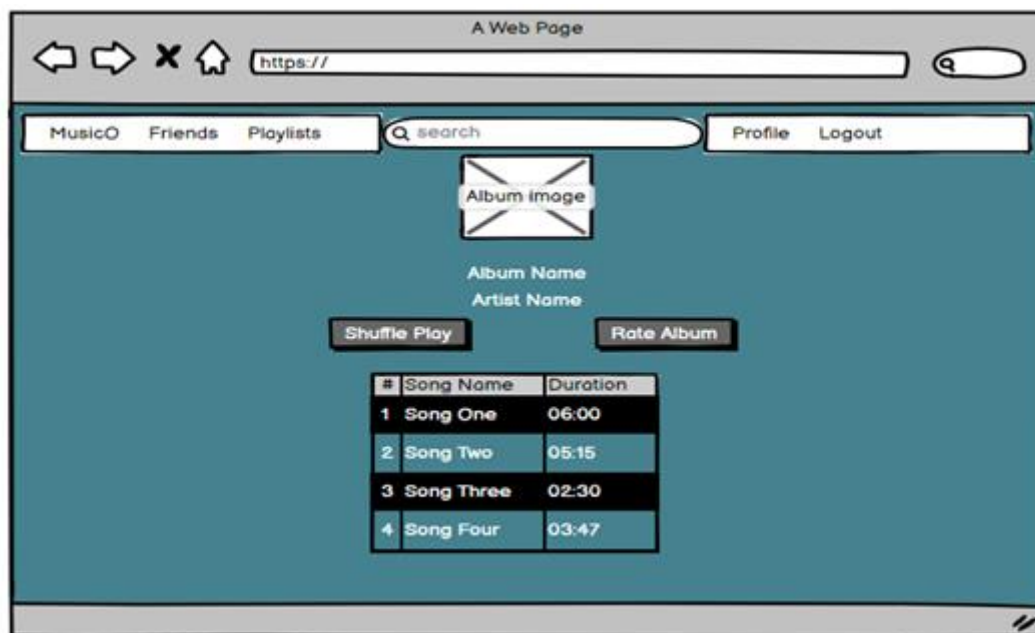 A Web Page
https://
MusicO Friends Playlists search Profile Logout
Album image
Album Name
Artist Name
Shuffle Play Rate Album
# Song Name Duration
1 Song One 06:00
2 Song Two 05:15
3 Song Three 02:30
4 Song Four 03:47